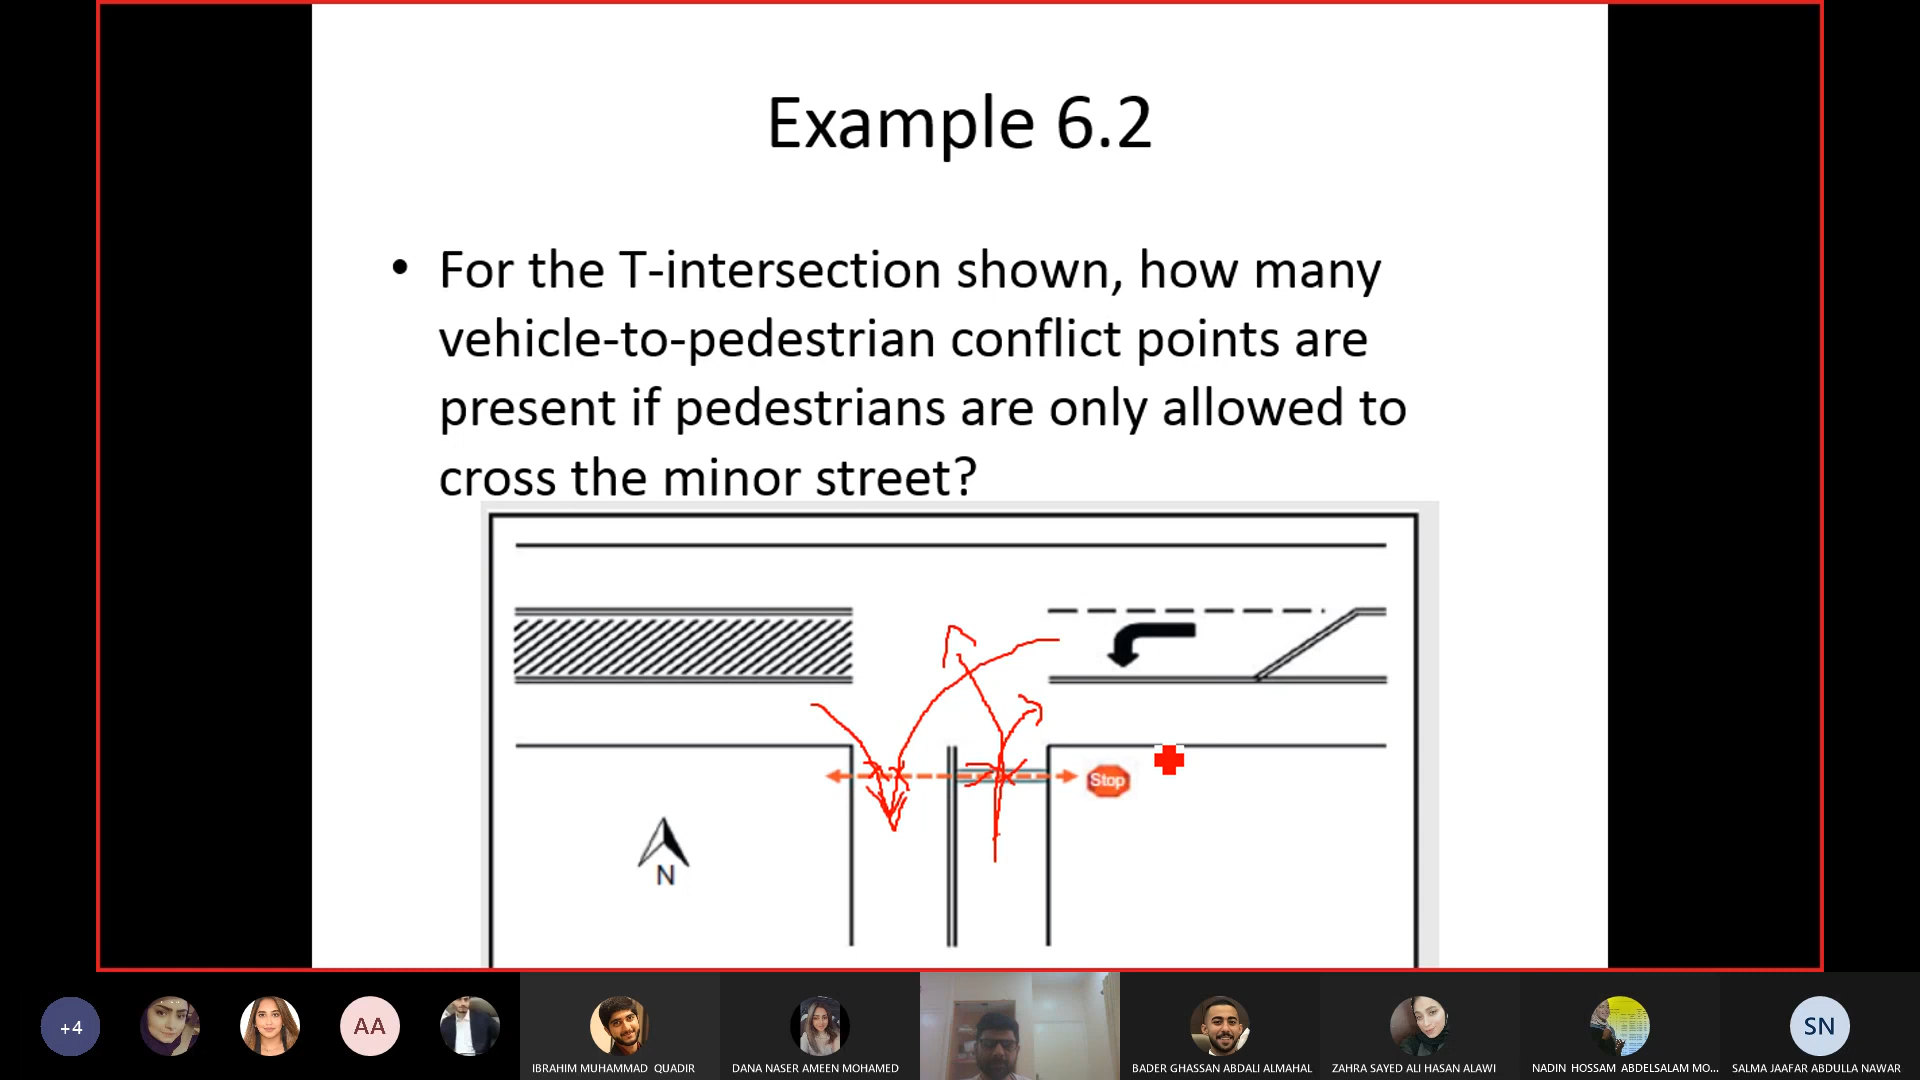 Example 6.2
• For the T-intersection shown, how many
vehicle-to-pedestrian conflict points are
present if pedestrians are only allowed to
cross the minor street?
Stop
N
+4
AA
IBRAHIM MUHAMMAD QUADIR
DANA NASER AMEEN MOHAMED
BADER GHASSAN ABDALI ALMAHAL
ZAHRA SAYED ALI HASAN ALAWI
NADIN HOSSAM ABDELSALAM MO...
SN
SALMA JAAFAR ABDULLA NAWAR